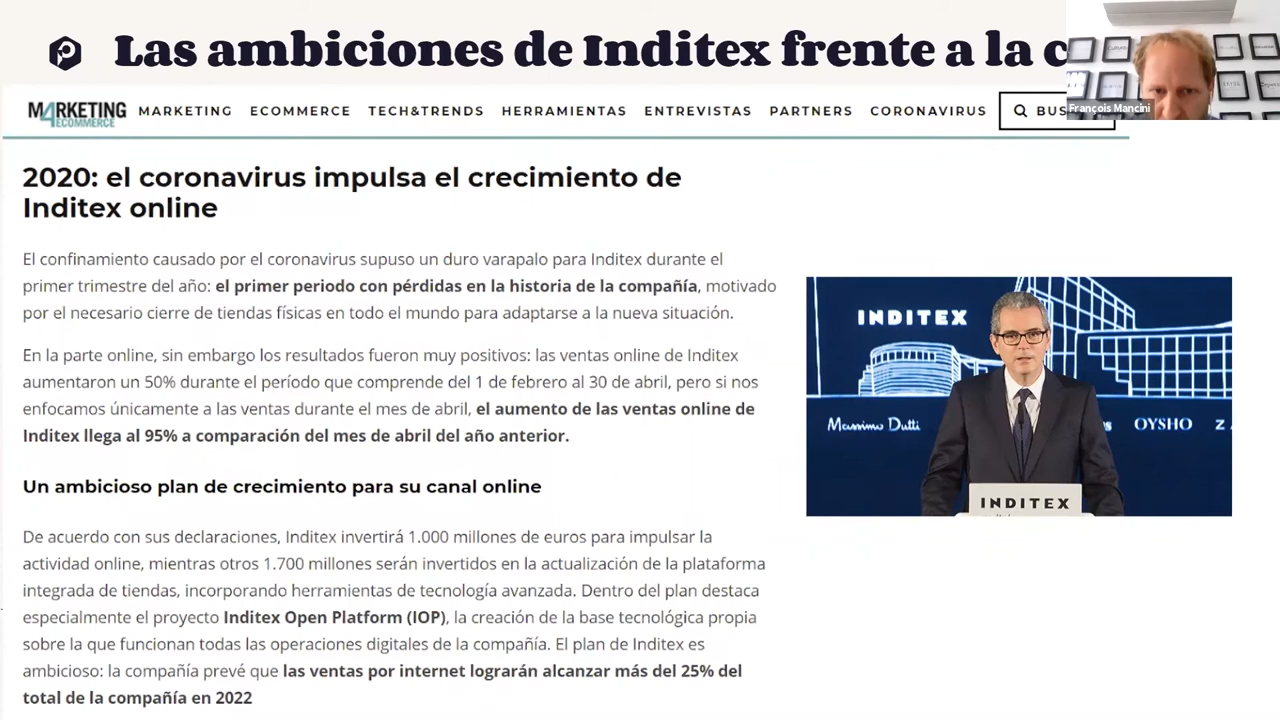 Las ambiciones de Inditex frente a la c
François Mancini
M4RKETING
ECOMMERCE
MARKETING ECOMMERCE TECH&TRENDS HERRAMIENTAS ENTREVISTAS PARTNERS CORONAVIRUS BUS
2020: el coronavirus impulsa el crecimiento de
Inditex online
El confinamiento causado por el coronavirus supuso un duro varapalo para Inditex durante el
primer trimestre del año: el primer periodo con pérdidas en la historia de la compañía, motivado
por el necesario cierre de tiendas físicas en todo el mundo para adaptarse a la nueva situación.
En la parte online, sin embargo los resultados fueron muy positivos: las ventas online de Inditex
aumentaron un 50% durante el período que comprende del 1 de febrero al 30 de abril, pero si nos
enfocamos únicamente a las ventas durante el mes de abril, el aumento de las ventas online de
Inditex llega al 95% a comparación del mes de abril del año anterior.
Un ambicioso plan de crecimiento para su canal online
De acuerdo con sus declaraciones, Inditex invertirá 1.000 millones de euros para impulsar la
actividad online, mientras otros 1.700 millones serán invertidos en la actualización de la plataforma
integrada de tiendas, incorporando herramientas de tecnología avanzada. Dentro del plan destaca
especialmente el proyecto Inditex Open Platform (IOP), la creación de la base tecnológica propia
sobre la que funcionan todas las operaciones digitales de la compañía. El plan de Inditex es
ambicioso: la compañía prevé que las ventas por internet lograrán alcanzar más del 25% del
total de la compañía en 2022
INDITEX
Massimo Dutti
OYSHO Z
INDITEX